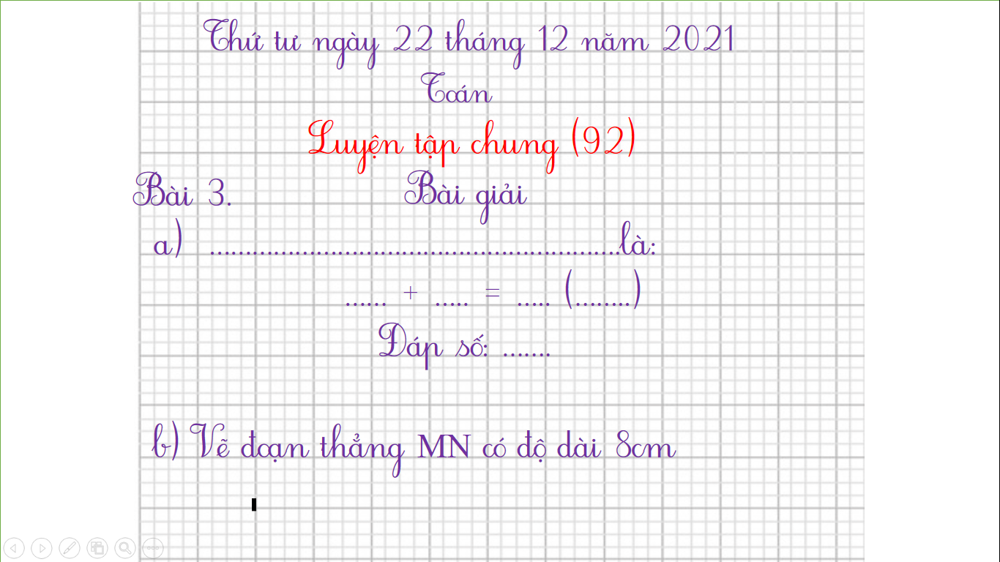 Thứ tư ngày 22 tháng 12 năm 2021
Toán
Luyện tập chung (92)
Bài 3. Bài giải
a) ..........................................................là:
...... + ..... = ..... (........)
Đáp số: .......
b) Vẽ đoạn thẳng MN có độ dài 8cm